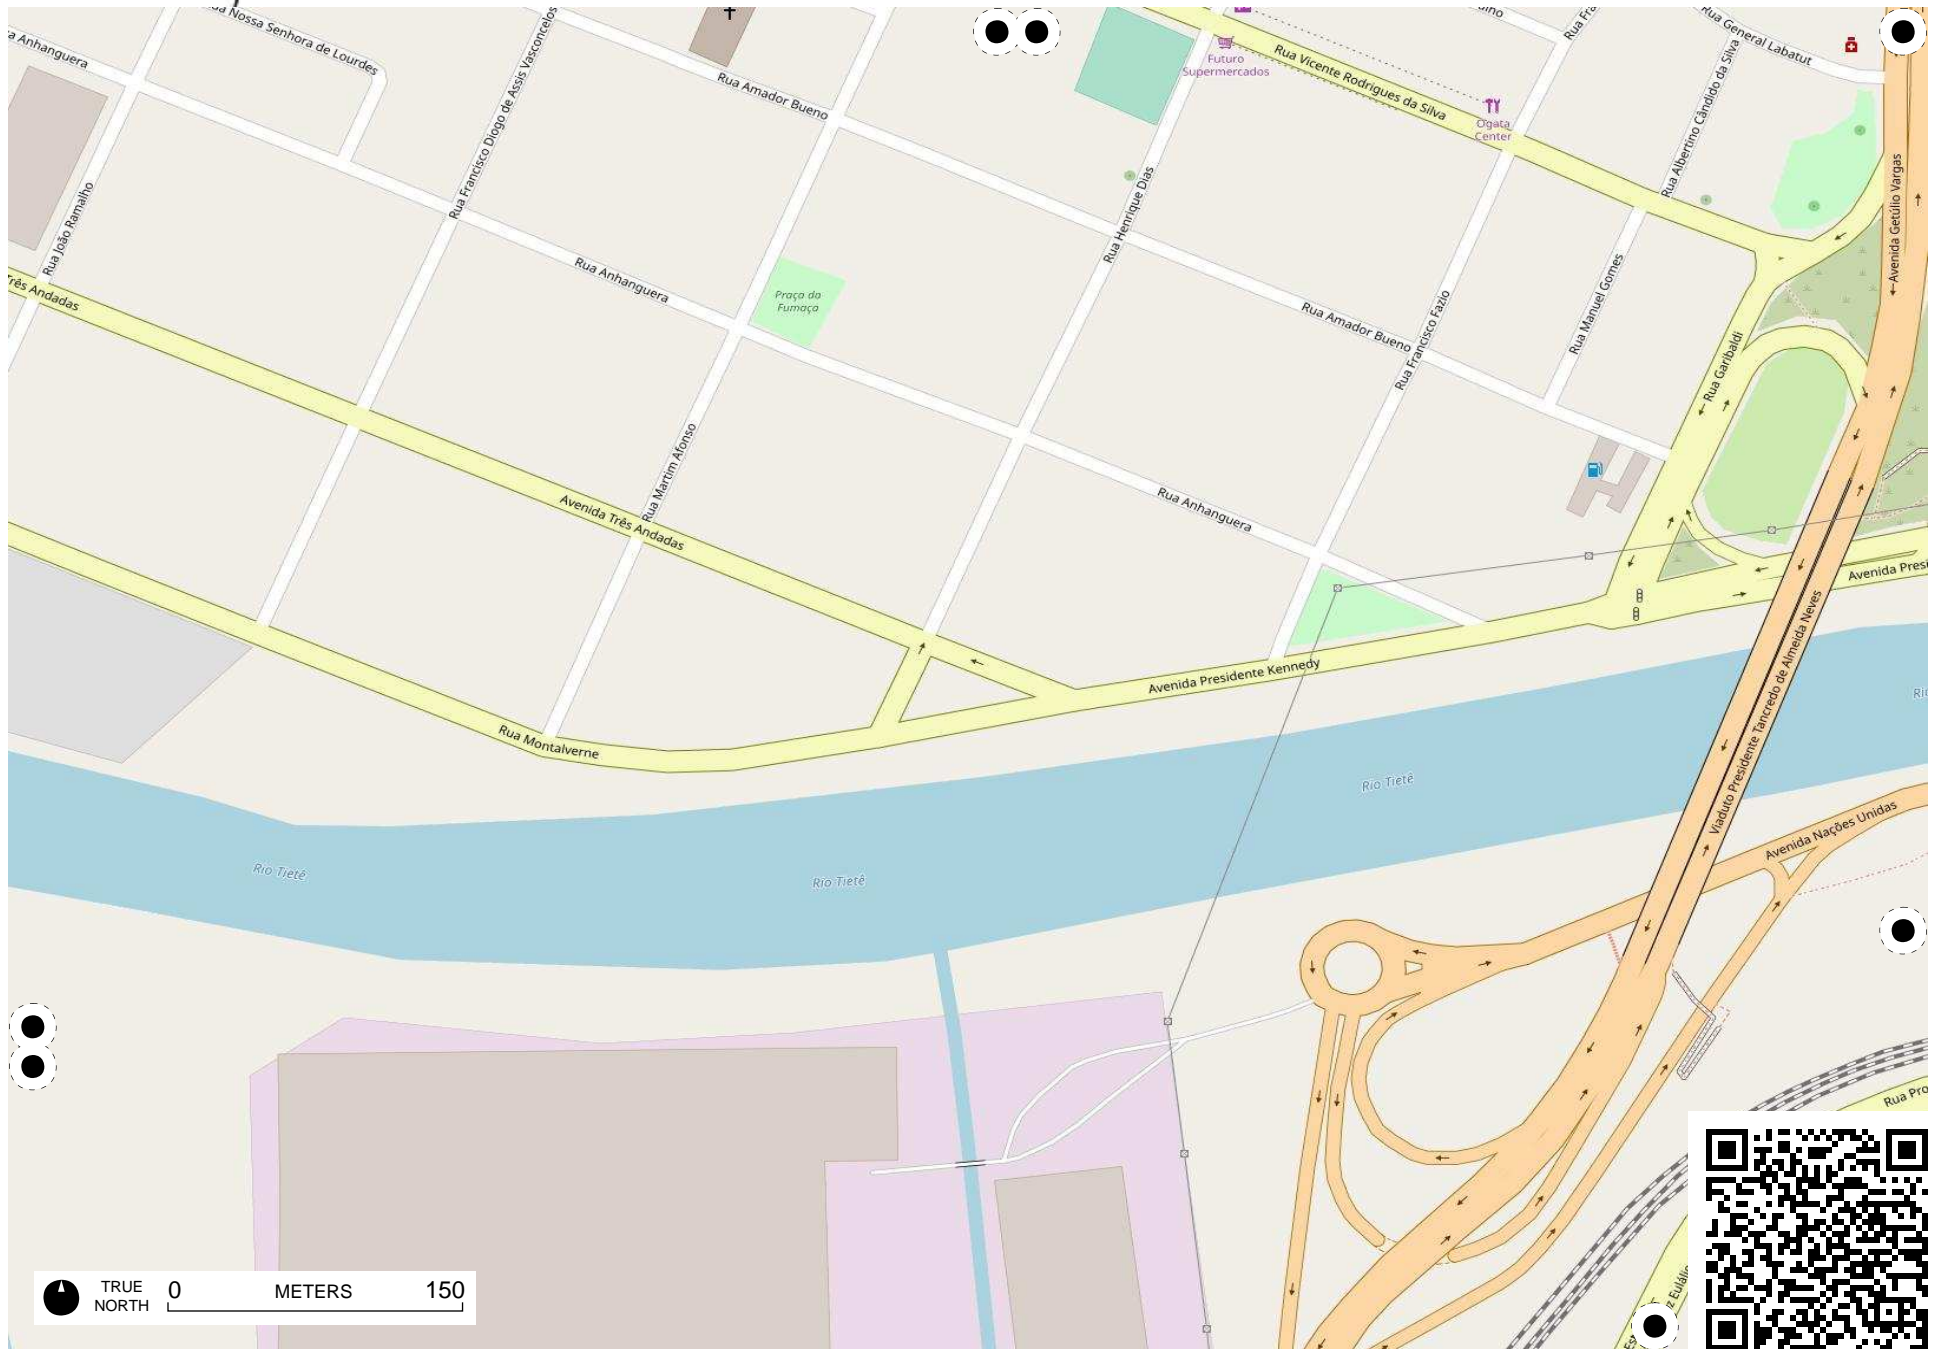 Nossa Senhora de Lourdes
Anhanguera
Rua Francisco Diogo de Assis Vasconcelos
Rua Amador Bueno
Futuro
Supermercados
Rua Vicente Rodrigues da Silva
Ogata
Center
Rua General Labatut
Rua Albertino Cândido da Silva
Avenida Getúlio Vargas
Rua João Ramalho
Rua Henrique Dias
Três Andadas
Rua Anhanguera
Praça da
Fumaça
Rua Amador Bueno
Rua Francisco Fazio
Rua Manuel Gomes
Rua Garibaldi
Rua Martim Afonso
Avenida Três Andadas
Rua Anhanguera
Avenida Presi
Avenida Presidente Kennedy
Rua Montalverne
Viaduto Presidente Tancredo de Almeida Neves
Rio Tietê
Rio Tietê
Rio Tietê
Avenida Nações Unidas
Rua Pro
TRUE
NORTH
0 METERS 150